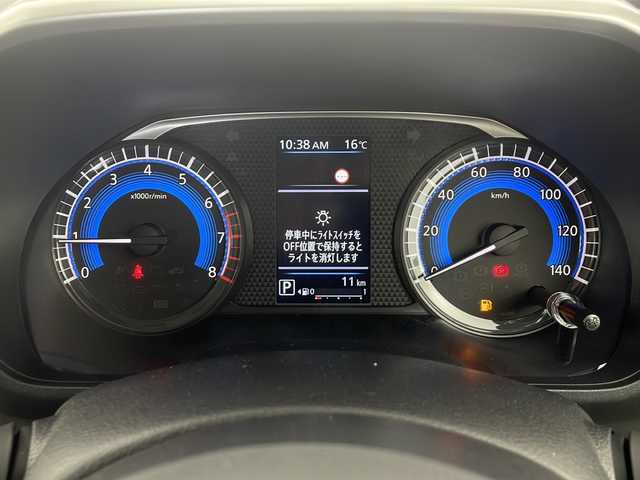 10:38 AM 16℃
停車中にライトスイッチを
OFF位置で保持すると
ライトを消灯します
11 km
P
0 1
0 1 2 3 4 5 6 7 8
x1000r/min
0 20 40 60 80 100 120 140
km/h